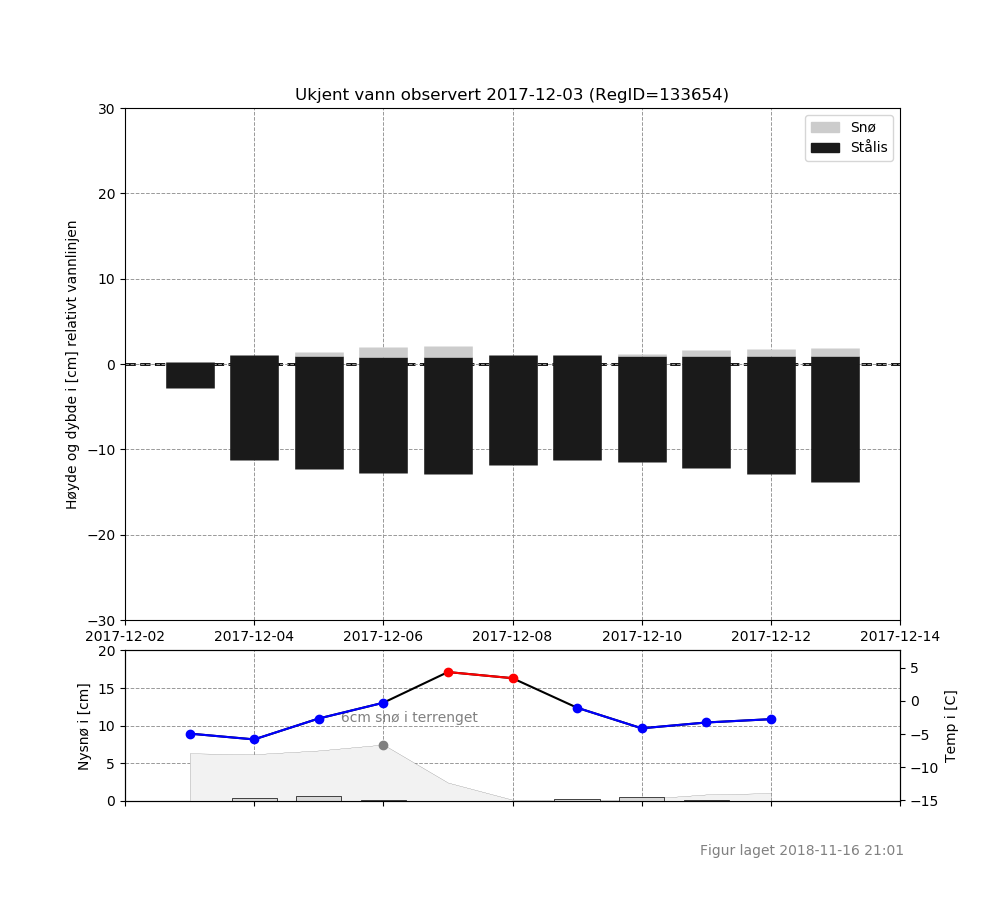 Ukjent vann observert 2017-12-03 (RegID=133654)
Høyde og dybde i [cm] relativt vannlinjen
30
20
10
0
−10
−20
−30
Snø
Stålis
2017-12-02 2017-12-04 2017-12-06 2017-12-08 2017-12-10 2017-12-12 2017-12-14
Nysnø i [cm]
20
15
10
5
0
6cm snø i terrenget
5
0
−5
−10
−15
Temp i [C]
Figur laget 2018-11-16 21:01